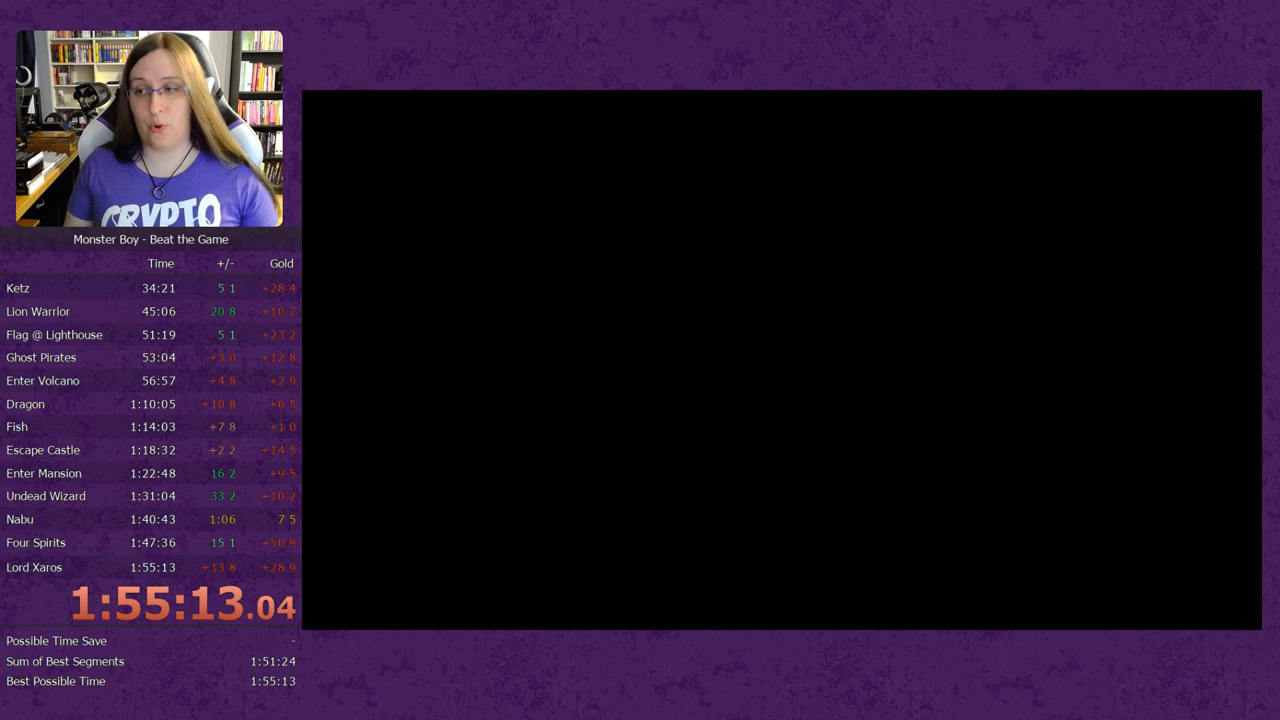 CRYPTO
Monster Boy - Beat the Game
Time +/- Gold
Ketz 34:21 5 1 +28 4
Lion Warrior 45:06 20 8 +10 7
Flag @ Lighthouse 51:19 5 1 +23 2
Ghost Pirates 53:04 +3 0 +12 8
Enter Volcano 56:57 +4 8 +2 9
Dragon 1:10:05 +10 8 +6 5
Fish 1:14:03 +7 8 +1 0
Escape Castle 1:18:32 +2 2 +14 5
Enter Mansion 1:22:48 16 2 +9 5
Undead Wizard 1:31:04 33 2 +10 2
Nabu 1:40:43 1:06 7 5
Four Spirits 1:47:36 15 1 +50 9
Lord Xaros 1:55:13 +13 8 +28 9
1:55:13.04
Possible Time Save -
Sum of Best Segments 1:51:24
Best Possible Time 1:55:13